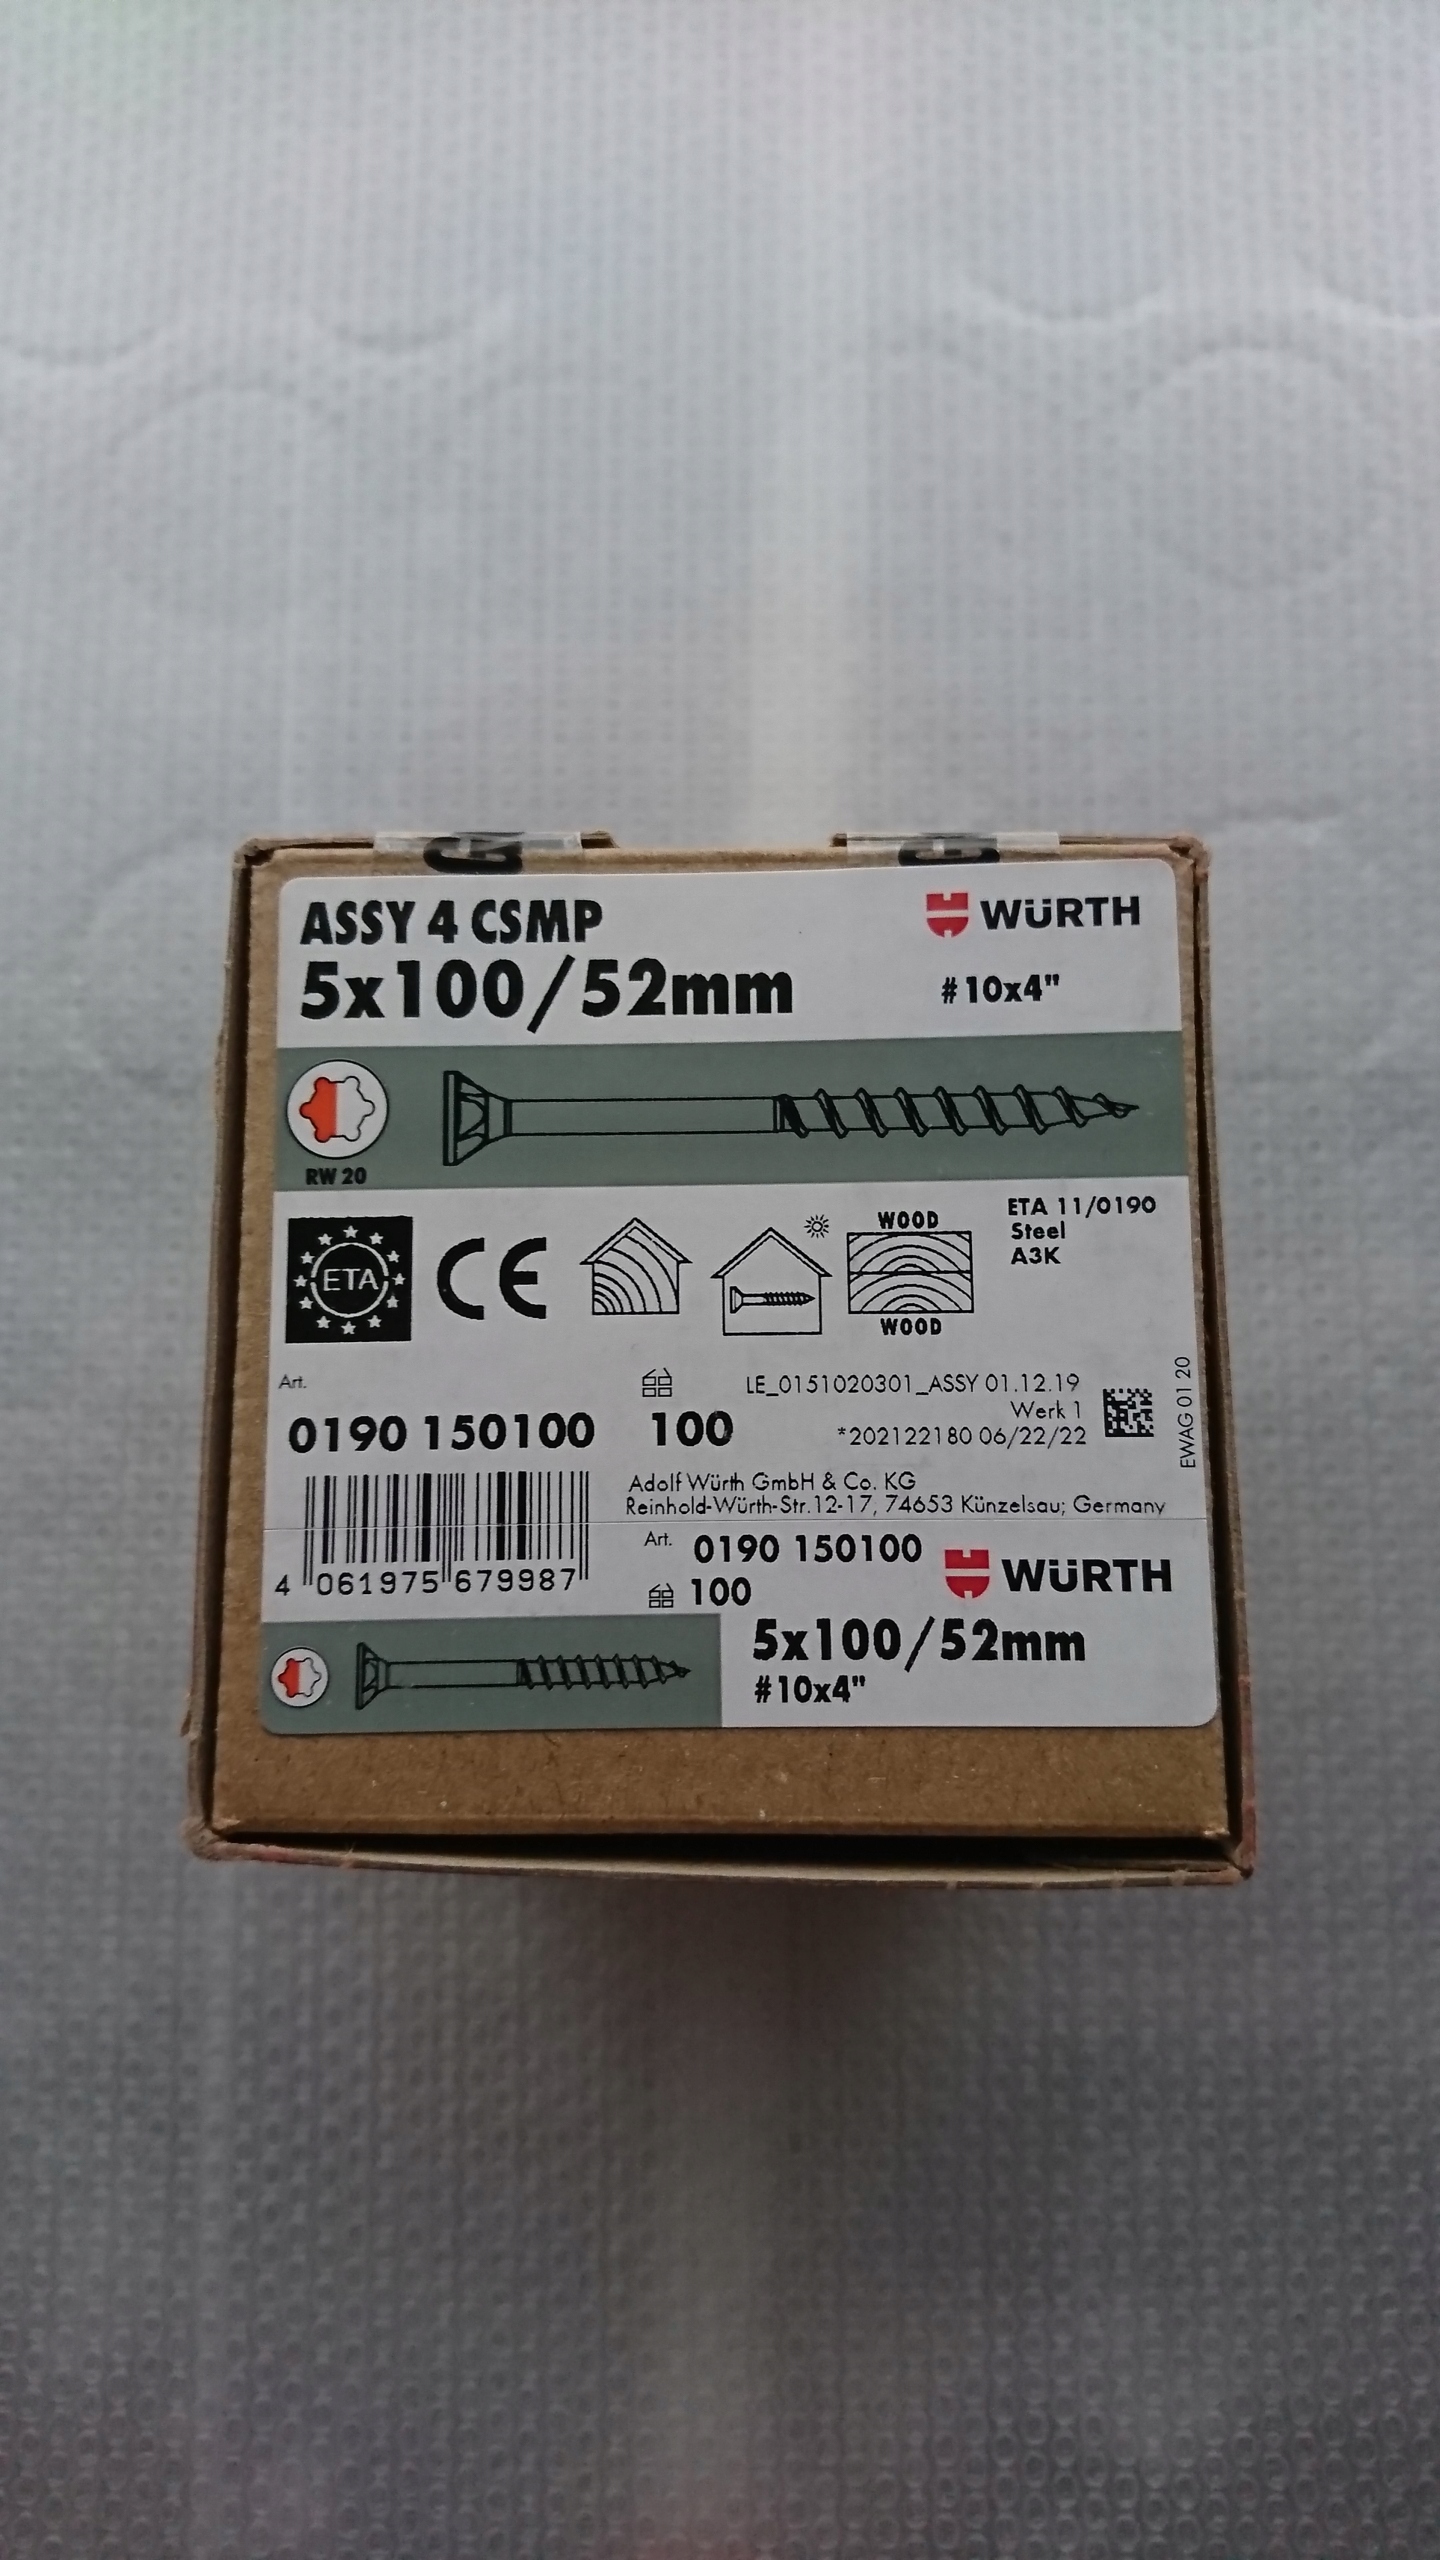 ASSY 4 CSMP
WÜRTH
5x100/52mm
#10x4"
RW 20
ETA
CE
WOOD
WOOD
ETA 11/0190
Steel
A3K
Art.
0190 150100
100
LE_0151020301_ASSY 01.12.19
Werk 1
*202122180 06/22/22
EWAG 01 20
Adolf Würth GmbH & Co. KG
Reinhold-Würth-Str.12-17, 74653 Künzelsau; Germany
4 061975 679987
Art. 0190 150100
100
WÜRTH
5x100/52mm
#10x4"